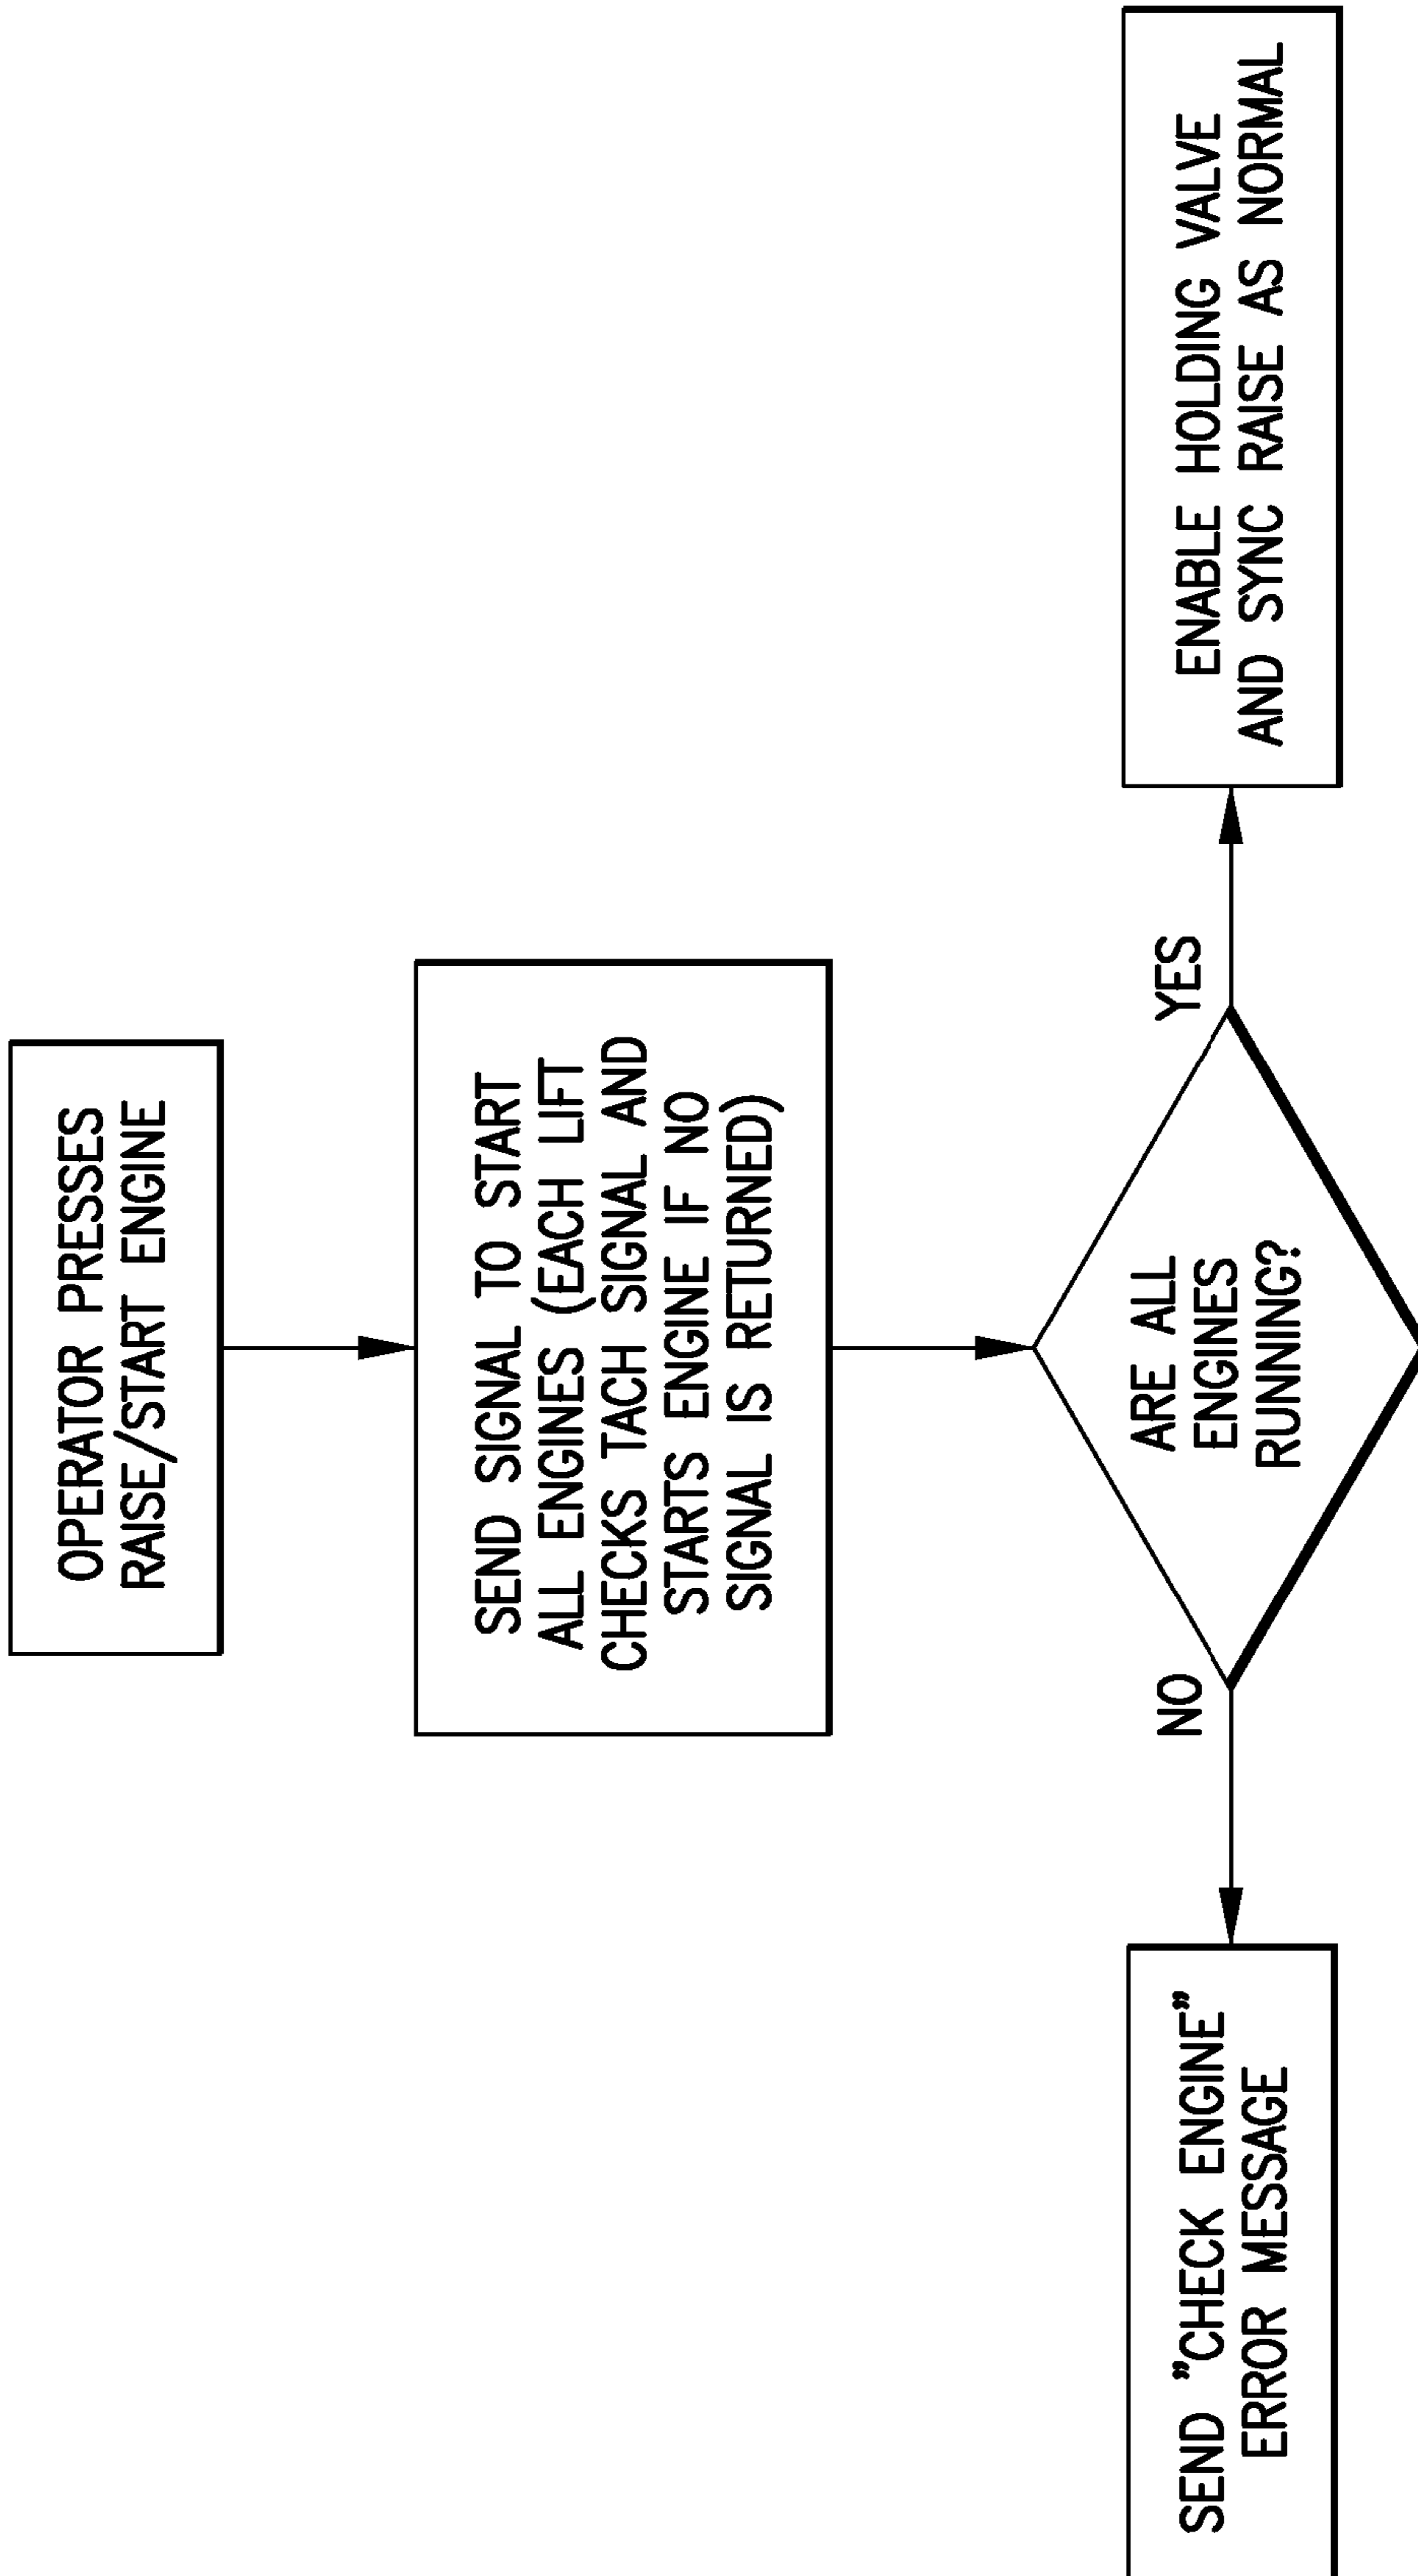 OPERATOR PRESSES
RAISE/START ENGINE
SEND SIGNAL TO START
ALL ENGINES (EACH LIFT
CHECKS TACH SIGNAL AND
STARTS ENGINE IF NO
SIGNAL IS RETURNED)
ARE ALL
ENGINES
RUNNING?
NO
YES
SEND "CHECK ENGINE"
ERROR MESSAGE
ENABLE HOLDING VALVE
AND SYNC RAISE AS NORMAL